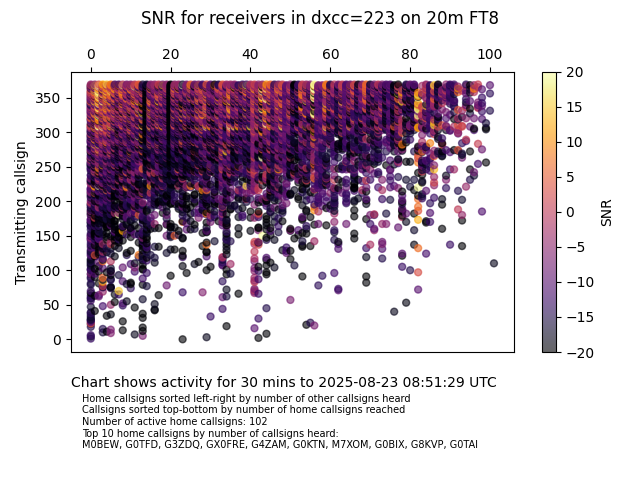 SNR for receivers in dxcc=223 on 20m FT8
0 20 40 60 80 100
350
300
250
200
150
100
50
0
Transmitting callsign
20
15
10
5
0
−5
−10
−15
−20
SNR
Chart shows activity for 30 mins to 2025-08-23 08:51:29 UTC
Home callsigns sorted left-right by number of other callsigns heard
Callsigns sorted top-bottom by number of home callsigns reached
Number of active home callsigns: 102
Top 10 home callsigns by number of callsigns heard:
M0BEW, G0TFD, G3ZDQ, GX0FRE, G4ZAM, G0KTN, M7XOM, G0BIX, G8KVP, G0TAI